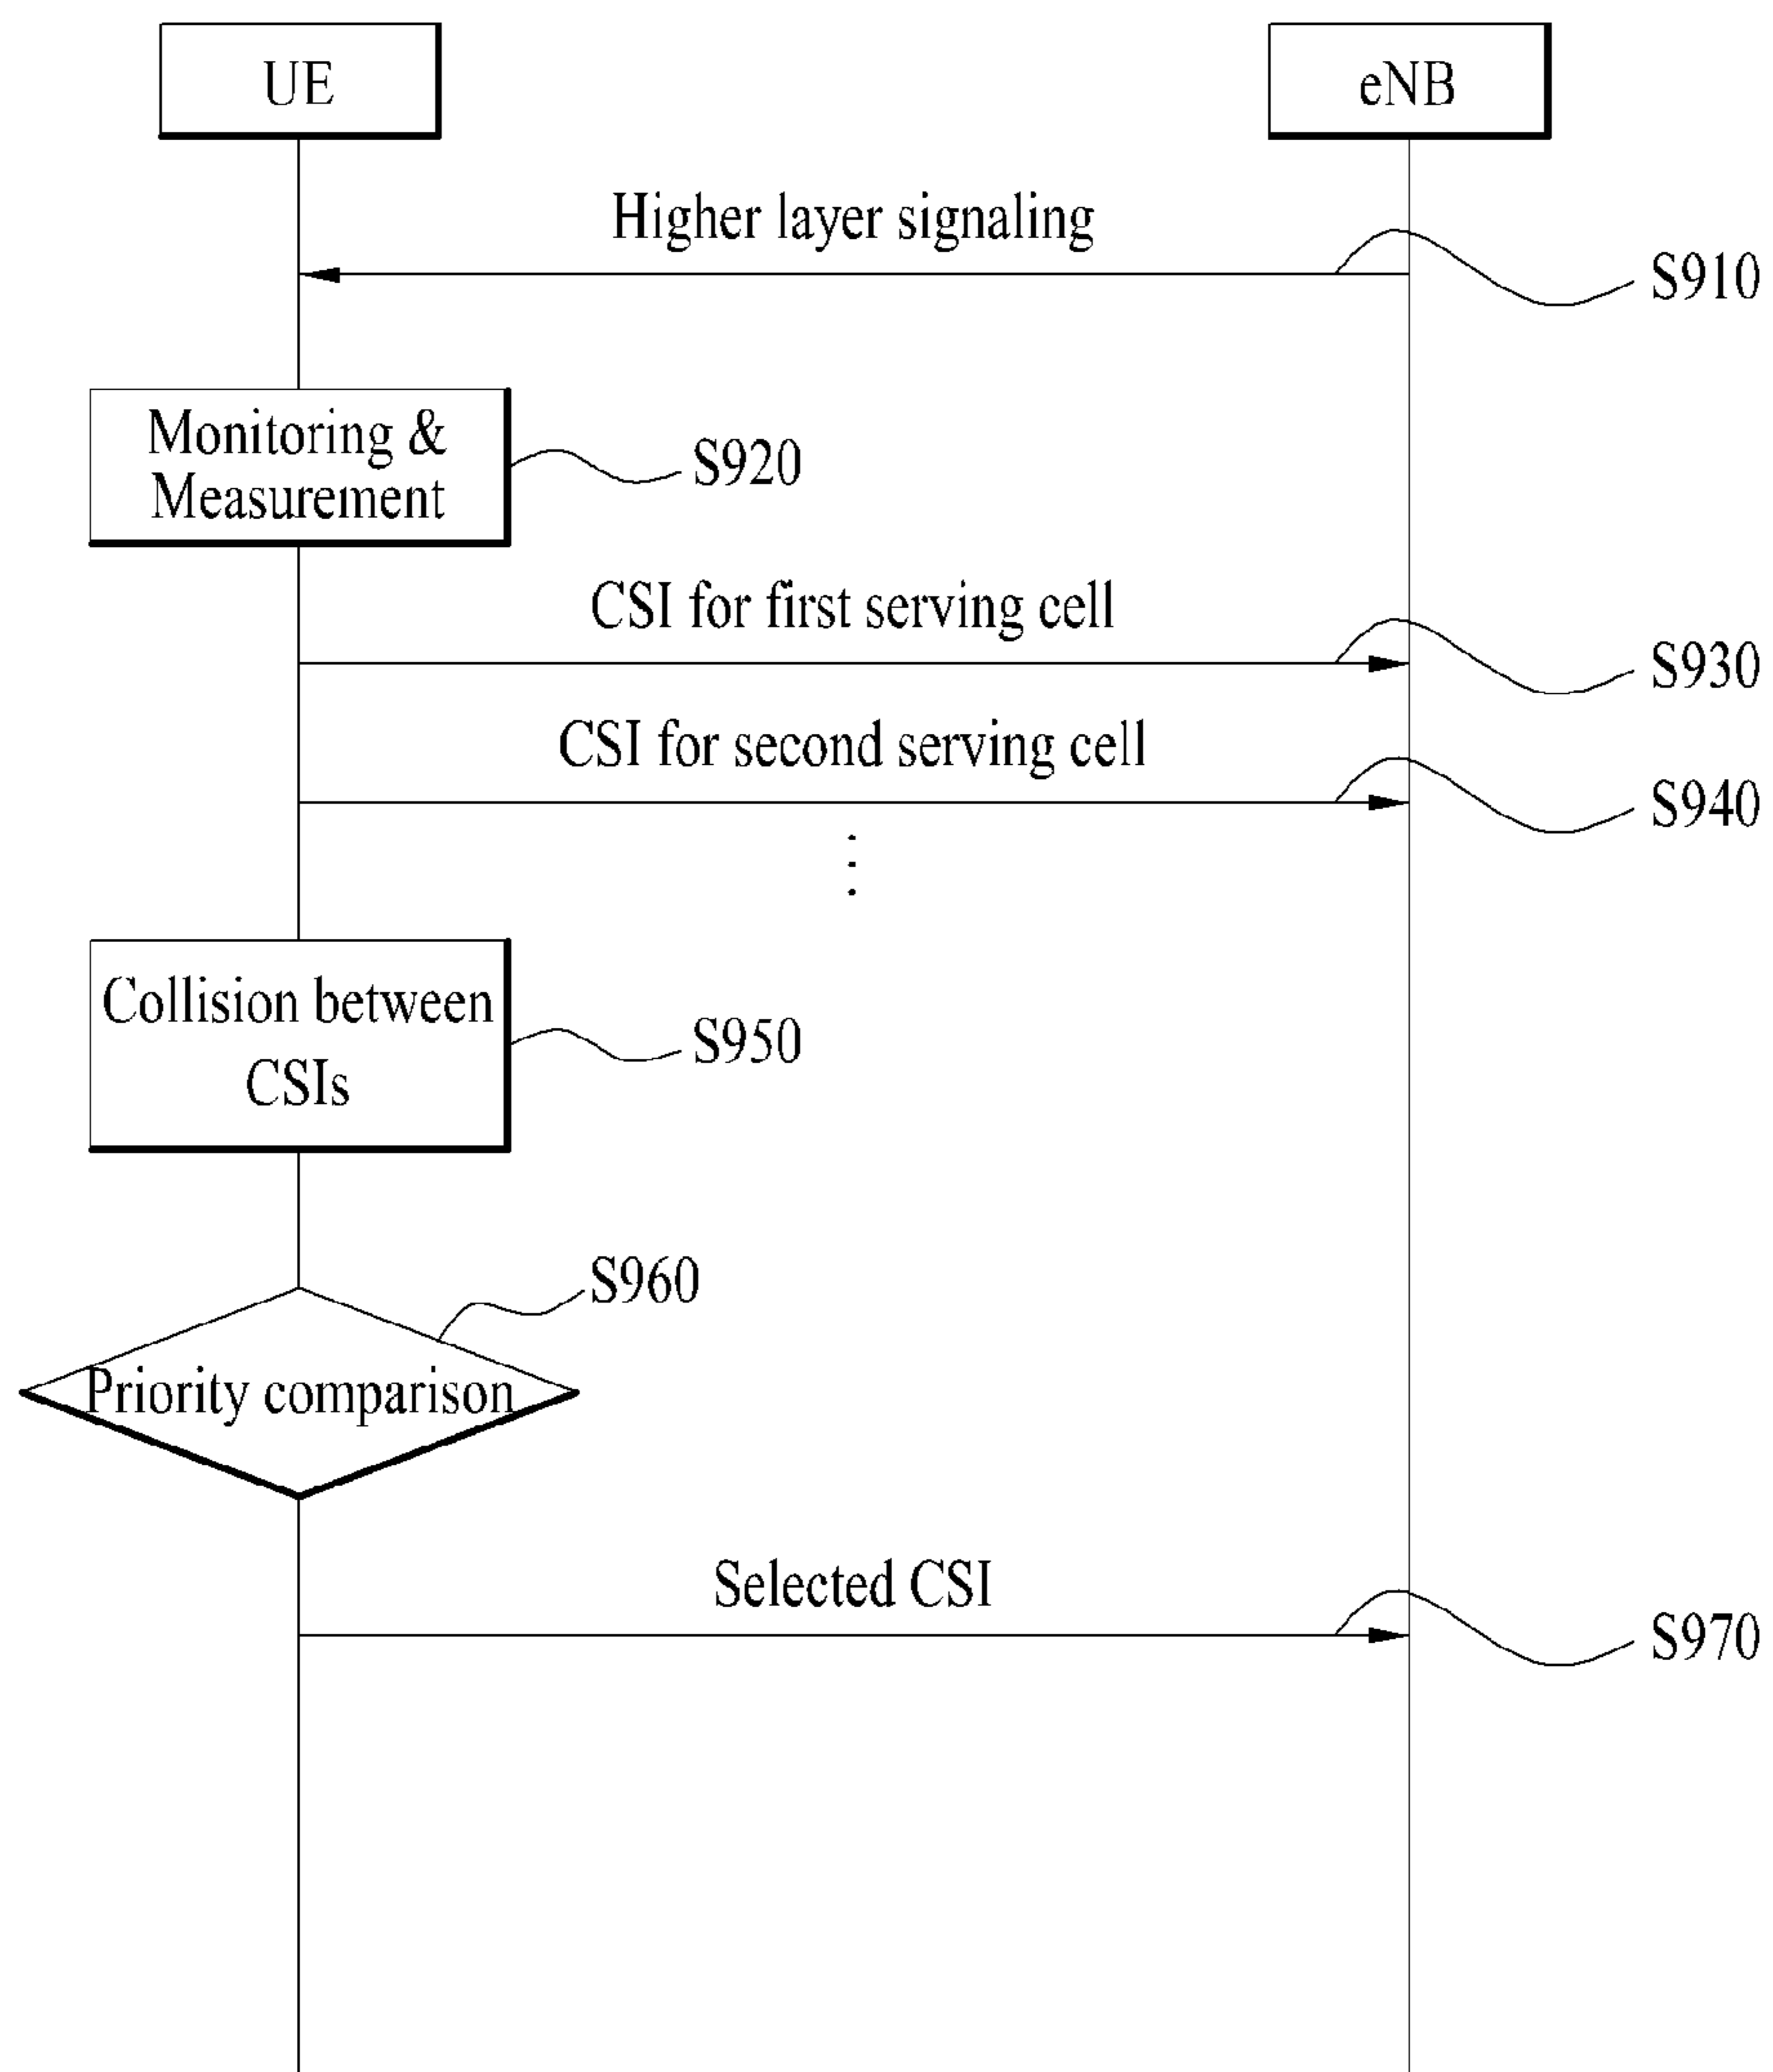 UE
eNB
Higher layer signaling
S910
Monitoring &
Measurement
S920
CSI for first serving cell
S930
CSI for second serving cell
S940
Collision between
CSIs
S950
S960
Priority comparison
Selected CSI
S970